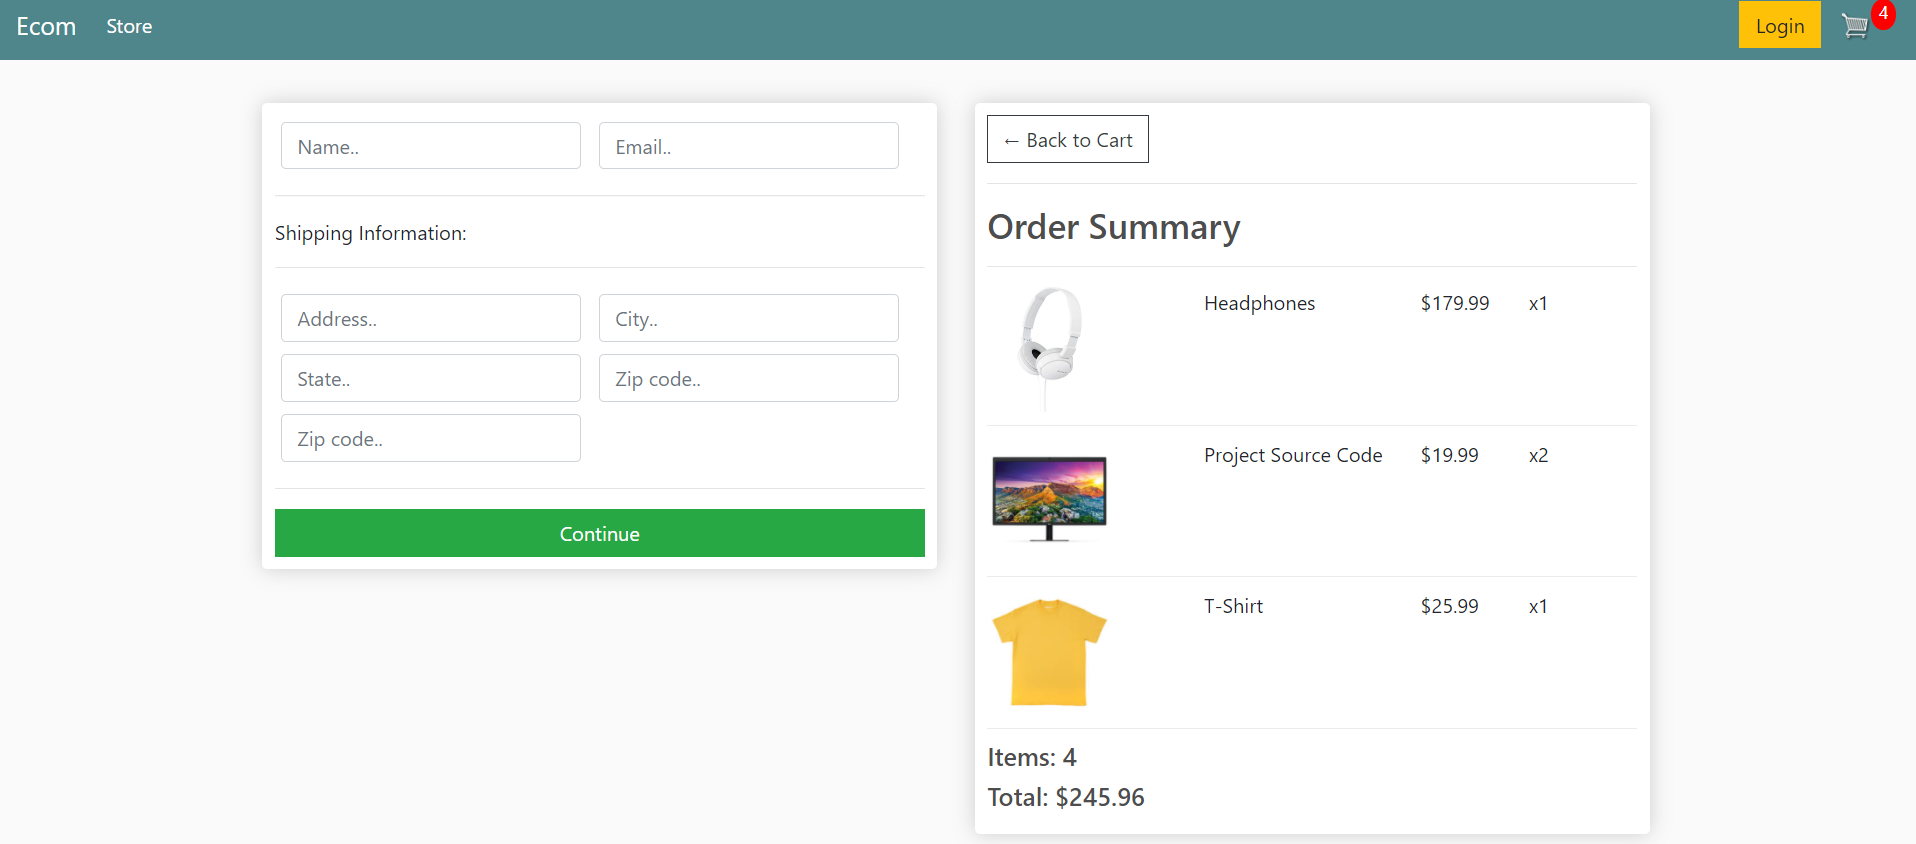 Ecom Store Login 4
Name.. Email..
Shipping Information:
Address.. City..
State.. Zip code..
Zip code..
Continue
← Back to Cart
Order Summary
Headphones $179.99 x1
Project Source Code $19.99 x2
T-Shirt $25.99 x1
Items: 4
Total: $245.96